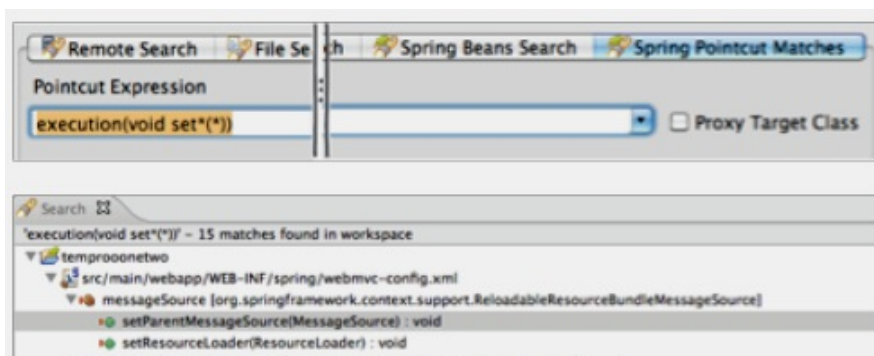 Remote Search File Se ch Spring Beans Search Spring Pointcut Matches
Pointcut Expression
execution(void set*(*)) Proxy Target Class
Search
'execution(void set*(*))' – 15 matches found in workspace
temprooonetwo
src/main/webapp/WEB-INF/spring/webmvc-config.xml
messageSource [org.springframework.context.support.ReloadableResourceBundleMessageSource]
setParentMessageSource(MessageSource) : void
setResourceLoader(ResourceLoader) : void